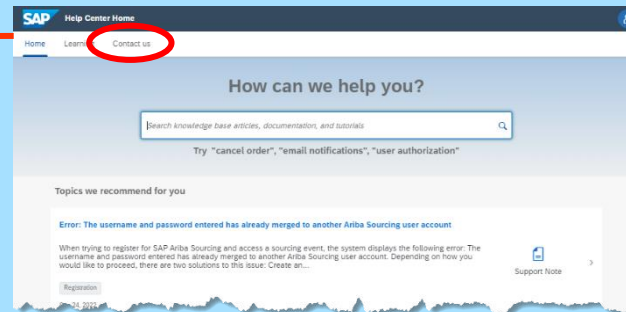 SAP Help Center Home
Home Learning Contact us
How can we help you?
Search knowledge base articles, documentation, and tutorials
Try "cancel order", "email notifications", "user authorization"
Topics we recommend for you
Error: The username and password entered has already merged to another Ariba Sourcing user account
When trying to register for SAP Ariba Sourcing and access a sourcing event, the system displays the following error: The
username and password entered has already merged to another Ariba Sourcing user account. Depending on how you
would like to proceed, there are two solutions to this issue: Create an...
Support Note
Registration
24, 2022